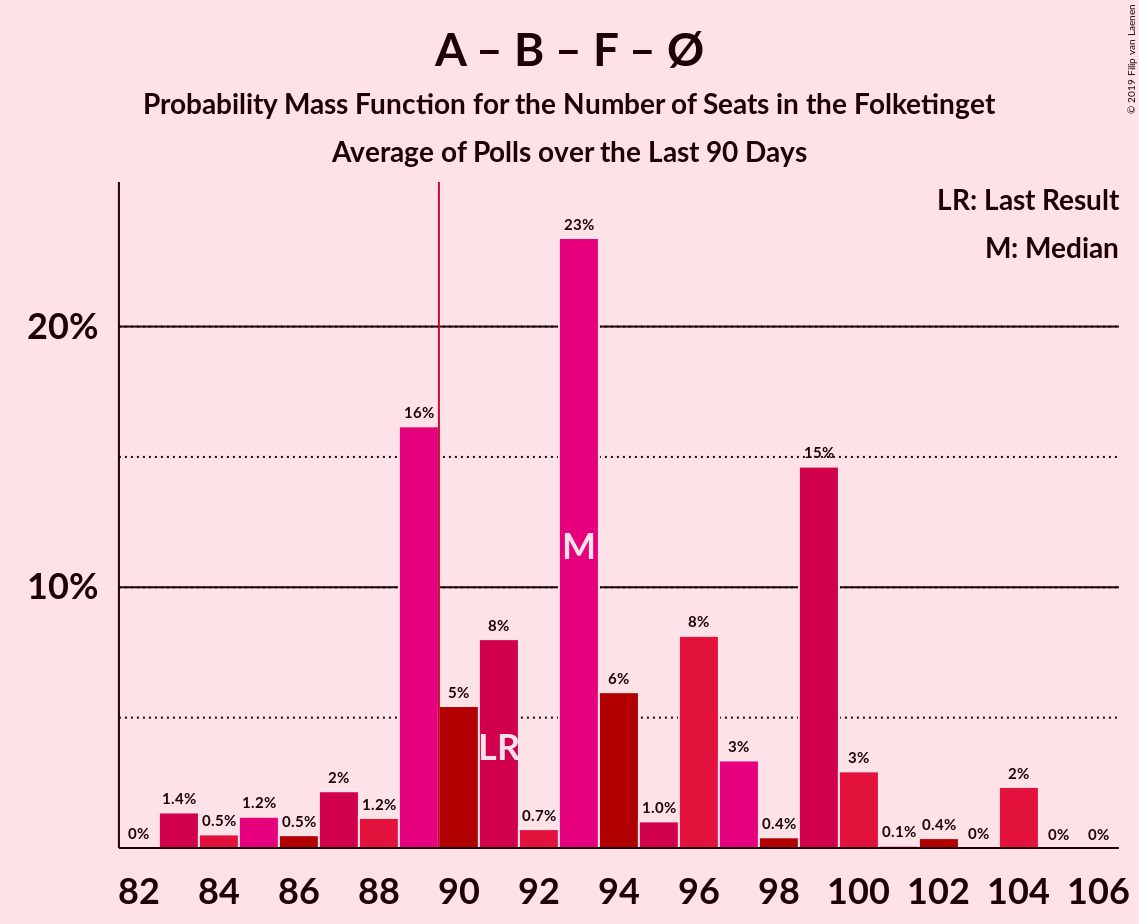 A – B – F – Ø
Probability Mass Function for the Number of Seats in the Folketinget
Average of Polls over the Last 90 Days
© 2019 Filip van Laenen
LR: Last Result
M: Median
20%
10%
0% 1.4% 0.5% 1.2% 0.5% 2% 1.2% 16% 5% 8% 0.7% 23% 6% 1.0% 8% 3% 0.4% 15% 3% 0.1% 0.4% 0% 2% 0% 0%
M
LR
82 84 86 88 90 92 94 96 98 100 102 104 106